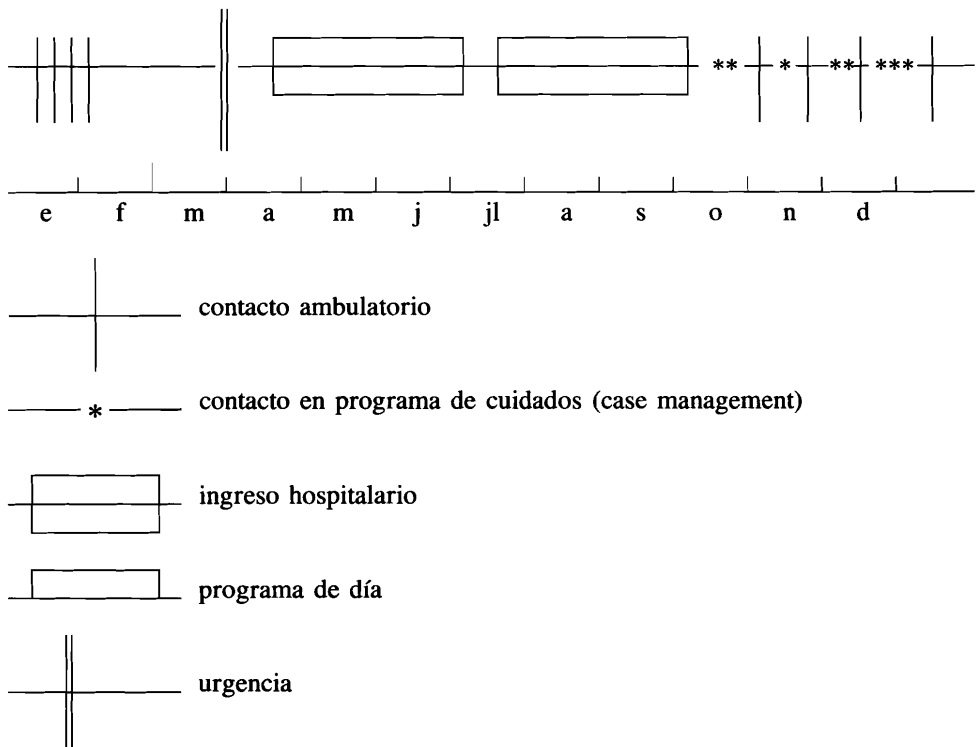 ** * ** ***
e f m a m j jl a s o n d
contacto ambulatorio
* contacto en programa de cuidados (case management)
ingreso hospitalario
programa de día
urgencia